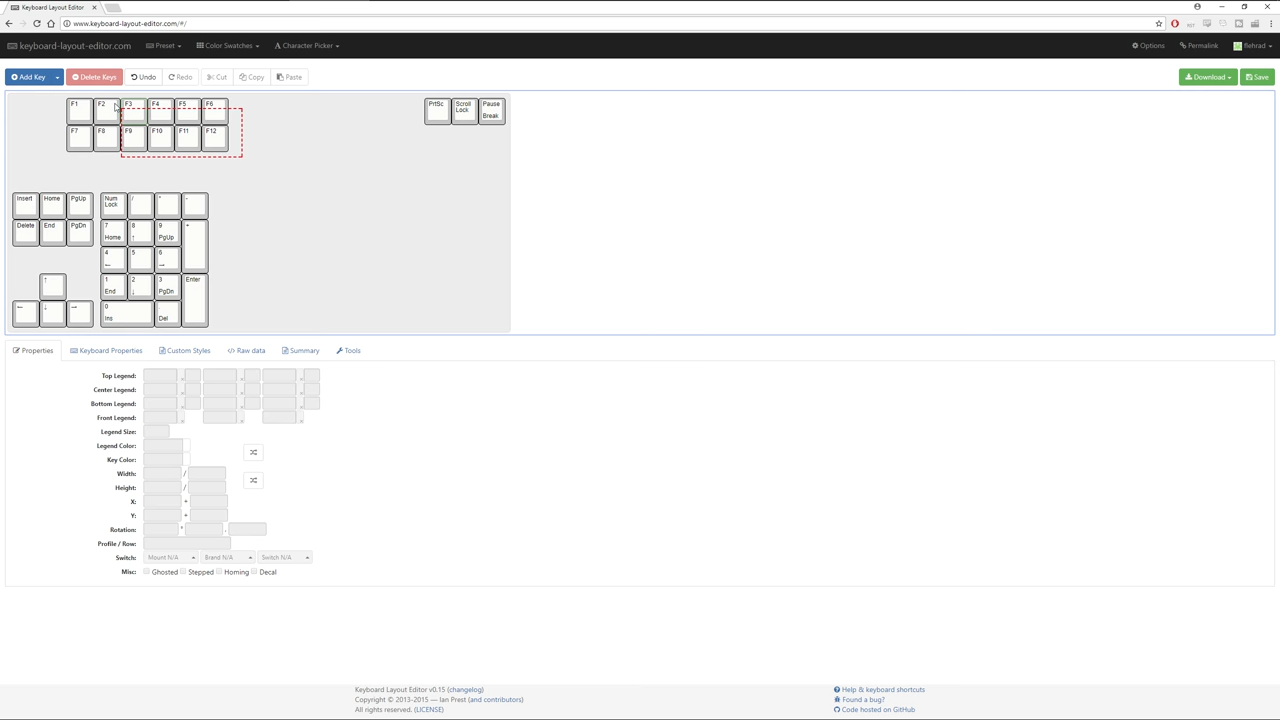 Keyboard Layout Editor
www.keyboard-layout-editor.com/#/
keyboard-layout-editor.com Preset Color Swatches Character Picker Options Permalink flehrad
Add Key Delete Keys Undo Redo Cut Copy Paste Download Save
F1 F2 F3 F4 F5 F6 PrtSc Scroll Lock Pause Break
F7 F8 F9 F10 F11 F12
Insert Home PgUp Num Lock / * -
Delete End PgDn 7 Home 8 ↑ 9 PgUp +
4 ← 5 6 →
↑ 1 End 2 ↓ 3 PgDn Enter
← ↓ → 0 Ins . Del
Properties Keyboard Properties Custom Styles Raw data Summary Tools
Top Legend:
Center Legend:
Bottom Legend:
Front Legend:
Legend Size:
Legend Color:
Key Color:
Width: /
Height: /
X: +
Y: +
Rotation: ° ,
Profile / Row:
Switch: Mount N/A Brand N/A Switch N/A
Misc: Ghosted Stepped Homing Decal
Keyboard Layout Editor v0.15 (changelog)
Copyright © 2013-2015 — Ian Prest (and contributors)
All rights reserved. (LICENSE)
Help & keyboard shortcuts
Found a bug?
Code hosted on GitHub